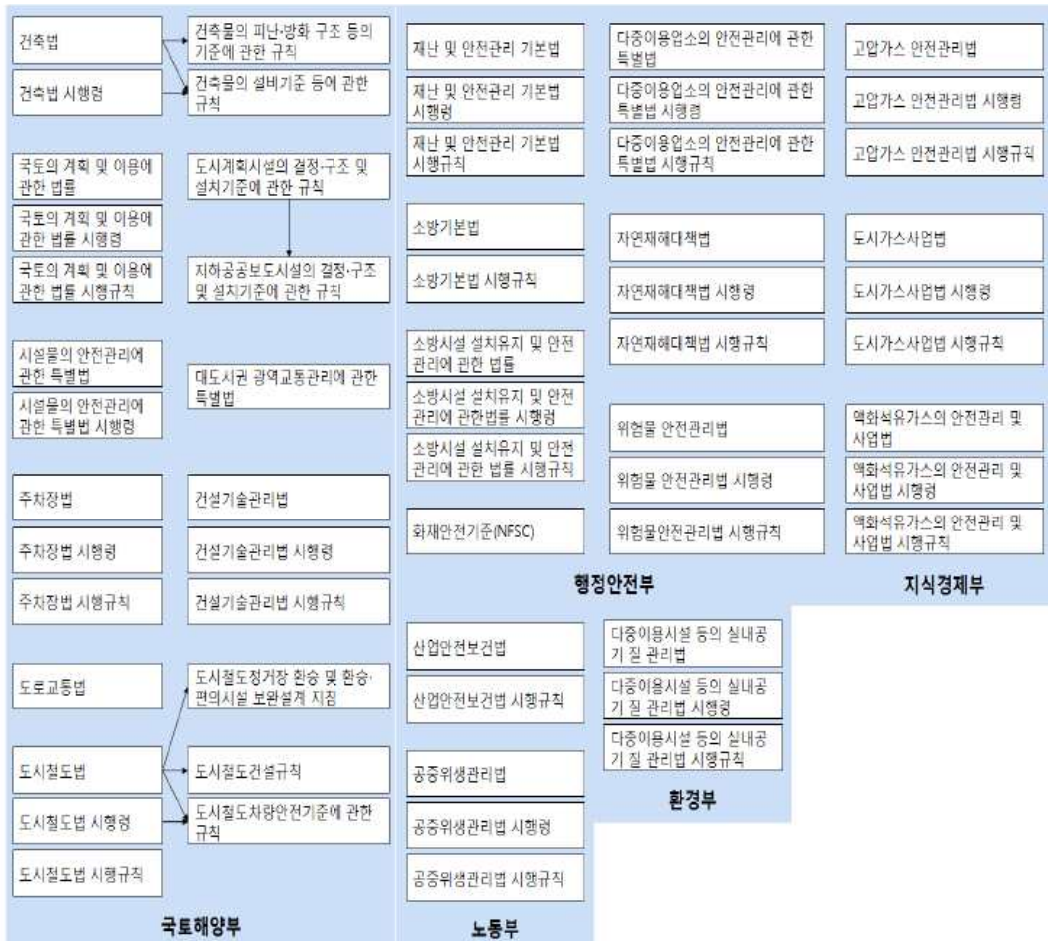 건축법
건축물의 피난·방화 구조 등의
기준에 관한 규칙
건축법 시행령
건축물의 설비기준 등에 관한
규칙
국토의 계획 및 이용에
관한 법률
도시계획시설의 결정·구조 및
설치기준에 관한 규칙
국토의 계획 및 이용에
관한 법률 시행령
국토의 계획 및 이용에
관한 법률 시행규칙
지하공공보도시설의 결정·구조
및 설치기준에 관한 규칙
시설물의 안전관리에
관한 특별법
시설물의 안전관리에
관한 특별법 시행령
대도시권 광역교통관리에 관한
특별법
주차장법
건설기술관리법
주차장법 시행령
건설기술관리법 시행령
주차장법 시행규칙
건설기술관리법 시행규칙
도로교통법
도시철도정거장 환승 및 환승·
편의시설 보완설계 지침
도시철도법
도시철도건설규칙
도시철도법 시행령
도시철도차량안전기준에 관한
규칙
도시철도법 시행규칙
국토해양부
재난 및 안전관리 기본법
다중이용업소의 안전관리에 관한
특별법
재난 및 안전관리 기본법
시행령
다중이용업소의 안전관리에 관한
특별법 시행령
재난 및 안전관리 기본법
시행규칙
다중이용업소의 안전관리에 관한
특별법 시행규칙
소방기본법
소방기본법 시행규칙
자연재해대책법
자연재해대책법 시행령
자연재해대책법 시행규칙
소방시설 설치유지 및 안전
관리에 관한 법률
소방시설 설치유지 및 안전
관리에 관한법률 시행령
소방시설 설치유지 및 안전
관리에 관한 법률 시행규칙
화재안전기준(NFSC)
위험물 안전관리법
위험물 안전관리법 시행령
위험물안전관리법 시행규칙
행정안전부
고압가스 안전관리법
고압가스 안전관리법 시행령
고압가스 안전관리법 시행규칙
도시가스사업법
도시가스사업법 시행령
도시가스사업법 시행규칙
액화석유가스의 안전관리 및
사업법
액화석유가스의 안전관리 및
사업법 시행령
액화석유가스의 안전관리 및
사업법 시행규칙
지식경제부
산업안전보건법
산업안전보건법 시행규칙
공중위생관리법
공중위생관리법 시행령
공중위생관리법 시행규칙
노동부
다중이용시설 등의 실내공
기 질 관리법
다중이용시설 등의 실내공
기 질 관리법 시행령
다중이용시설 등의 실내공
기 질 관리법 시행규칙
환경부